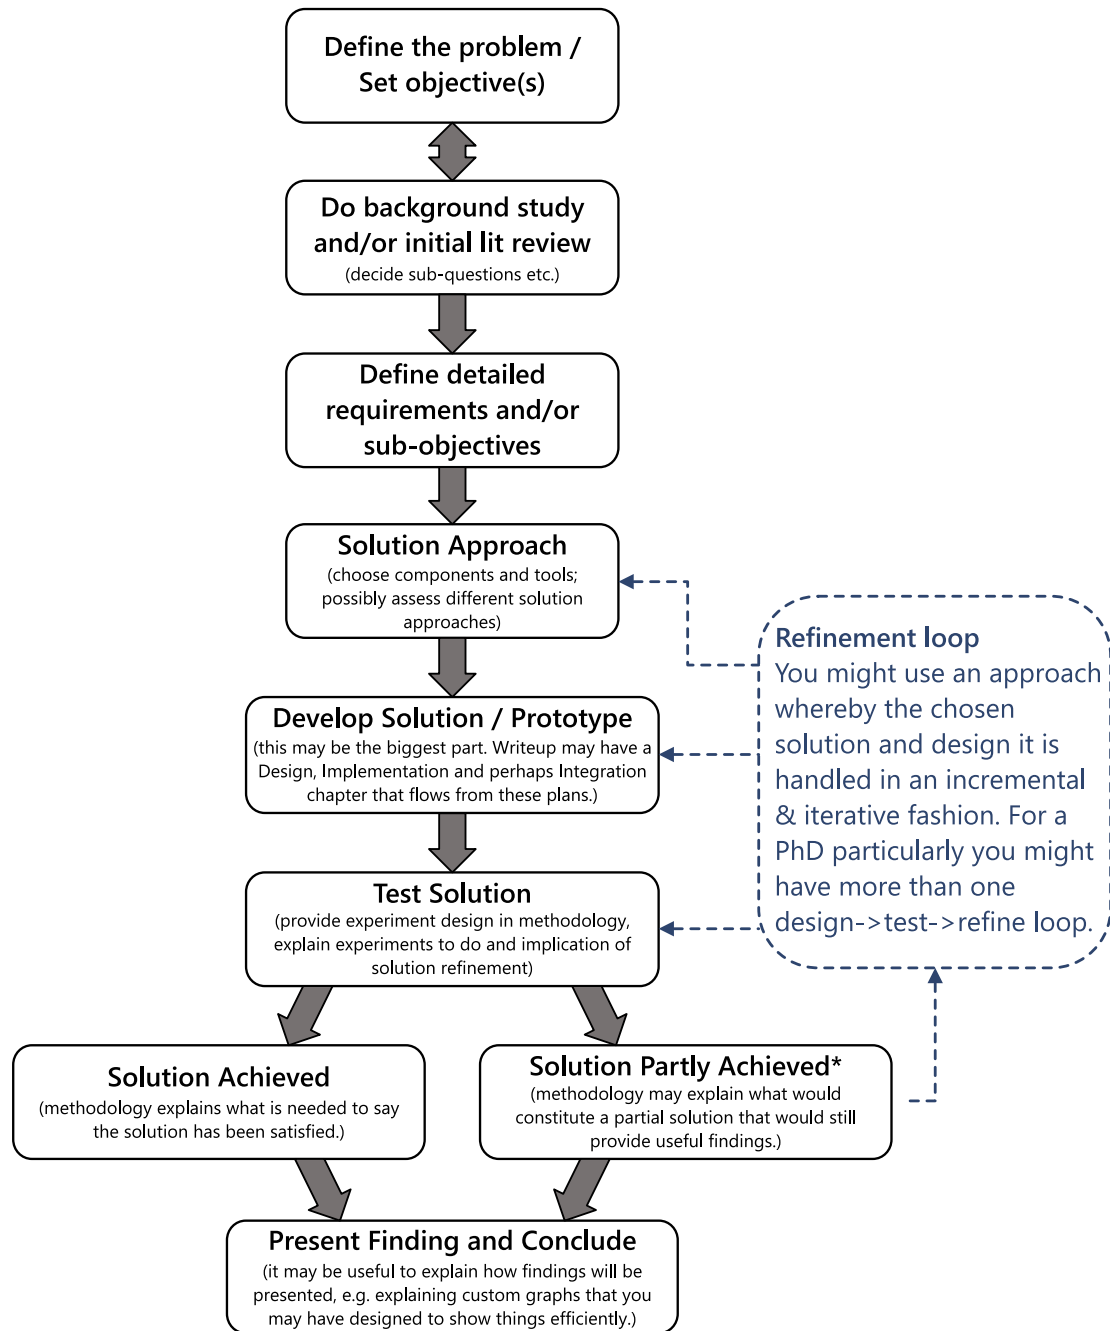 Define the problem /
Set objective(s)
Do background study
and/or initial lit review
(decide sub-questions etc.)
Define detailed
requirements and/or
sub-objectives
Solution Approach
(choose components and tools;
possibly assess different solution
approaches)
Refinement loop
You might use an approach
whereby the chosen
solution and design it is
handled in an incremental
& iterative fashion. For a
PhD particularly you might
have more than one
design->test->refine loop.
Develop Solution / Prototype
(this may be the biggest part. Writeup may have a
Design, Implementation and perhaps Integration
chapter that flows from these plans.)
Test Solution
(provide experiment design in methodology,
explain experiments to do and implication of
solution refinement)
Solution Achieved
(methodology explains what is needed to say
the solution has been satisfied.)
Solution Partly Achieved*
(methodology may explain what would
constitute a partial solution that would still
provide useful findings.)
Present Finding and Conclude
(it may be useful to explain how findings will be
presented, e.g. explaining custom graphs that you
may have designed to show things efficiently.)